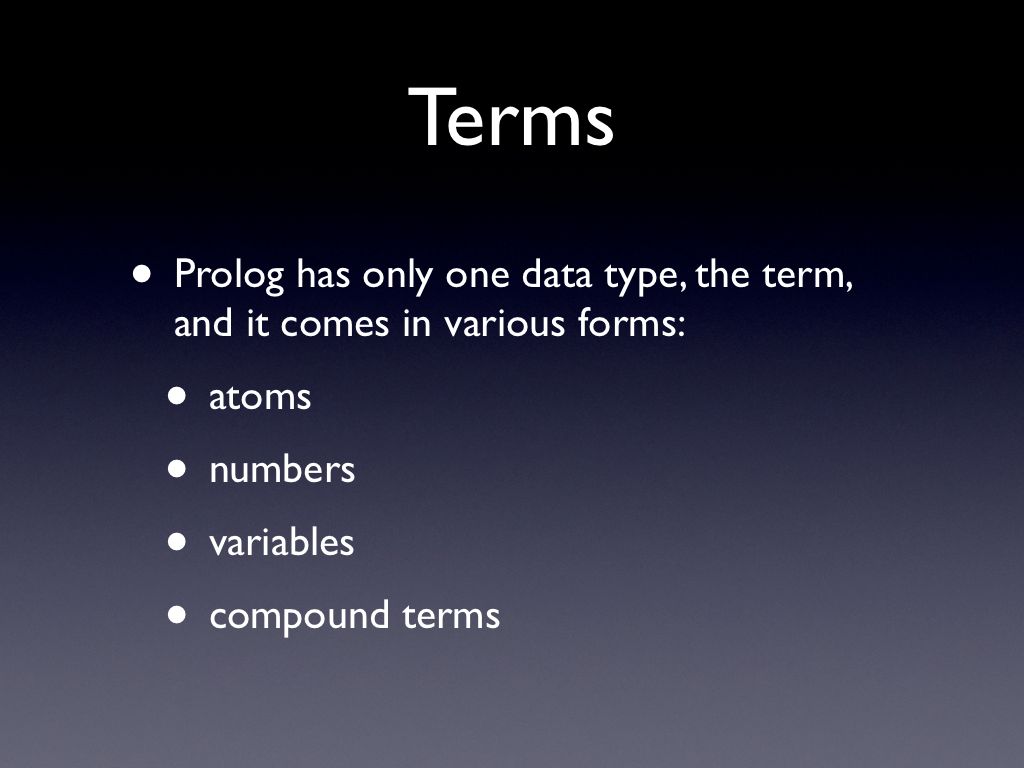 Terms
• Prolog has only one data type, the term,
and it comes in various forms:
• atoms
• numbers
• variables
• compound terms